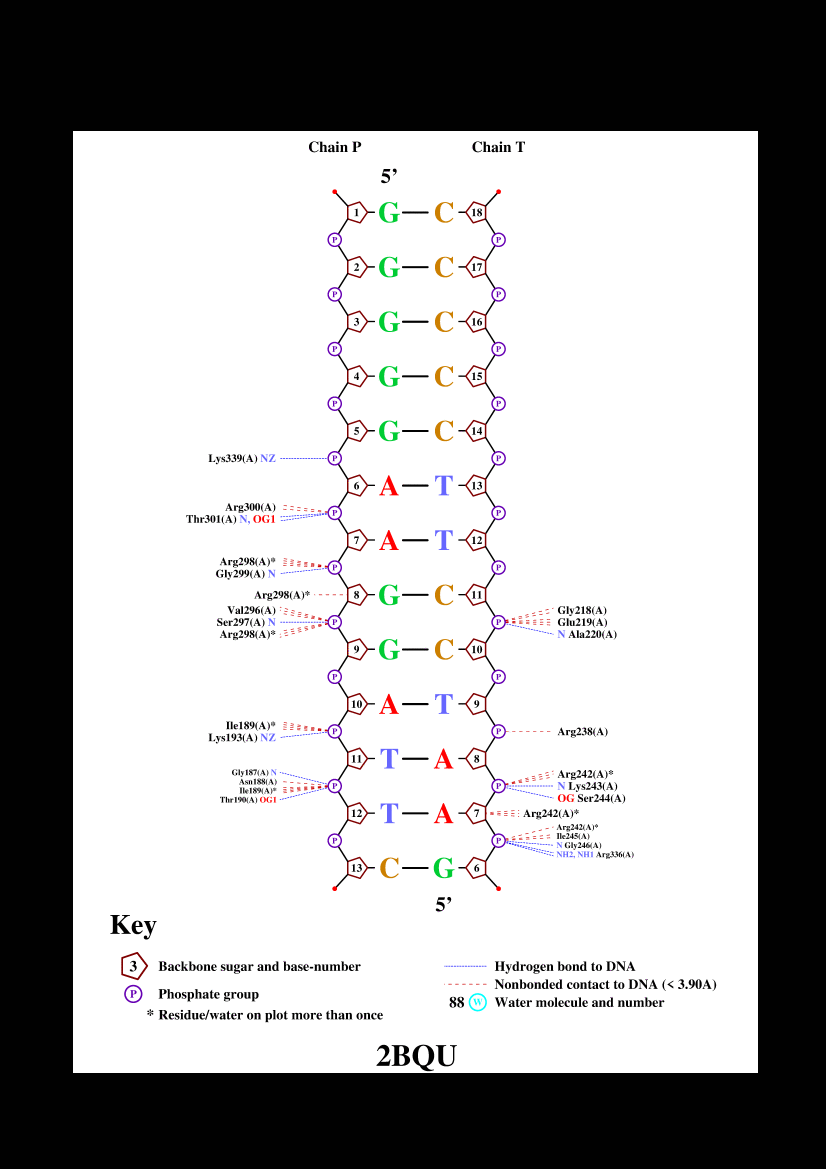 Chain P Chain T
5’
1 G C 18
P P
2 G C 17
P P
3 G C 16
P P
4 G C 15
P P
5 G C 14
Lys339(A) NZ P P
6 A T 13
Arg300(A)
Thr301(A) N, OG1 P P
7 A T 12
Arg298(A)*
Gly299(A) N P P
Arg298(A)* 8 G C 11
Val296(A) Gly218(A)
Ser297(A) N P P Glu219(A)
Arg298(A)* N Ala220(A)
9 G C 10
P P
10 A T 9
Ile189(A)*
Lys193(A) NZ P P Arg238(A)
11 T A 8
Gly187(A) N Arg242(A)*
Asn188(A) P P N Lys243(A)
Ile189(A)* OG Ser244(A)
Thr190(A) OG1
12 T A 7 Arg242(A)*
P P Arg242(A)*
Ile245(A)
N Gly246(A)
NH2, NH1 Arg336(A)
13 C G 6
5’
Key
3 Backbone sugar and base-number
P Phosphate group
* Residue/water on plot more than once
Hydrogen bond to DNA
Nonbonded contact to DNA (< 3.90A)
88 W Water molecule and number
2BQU